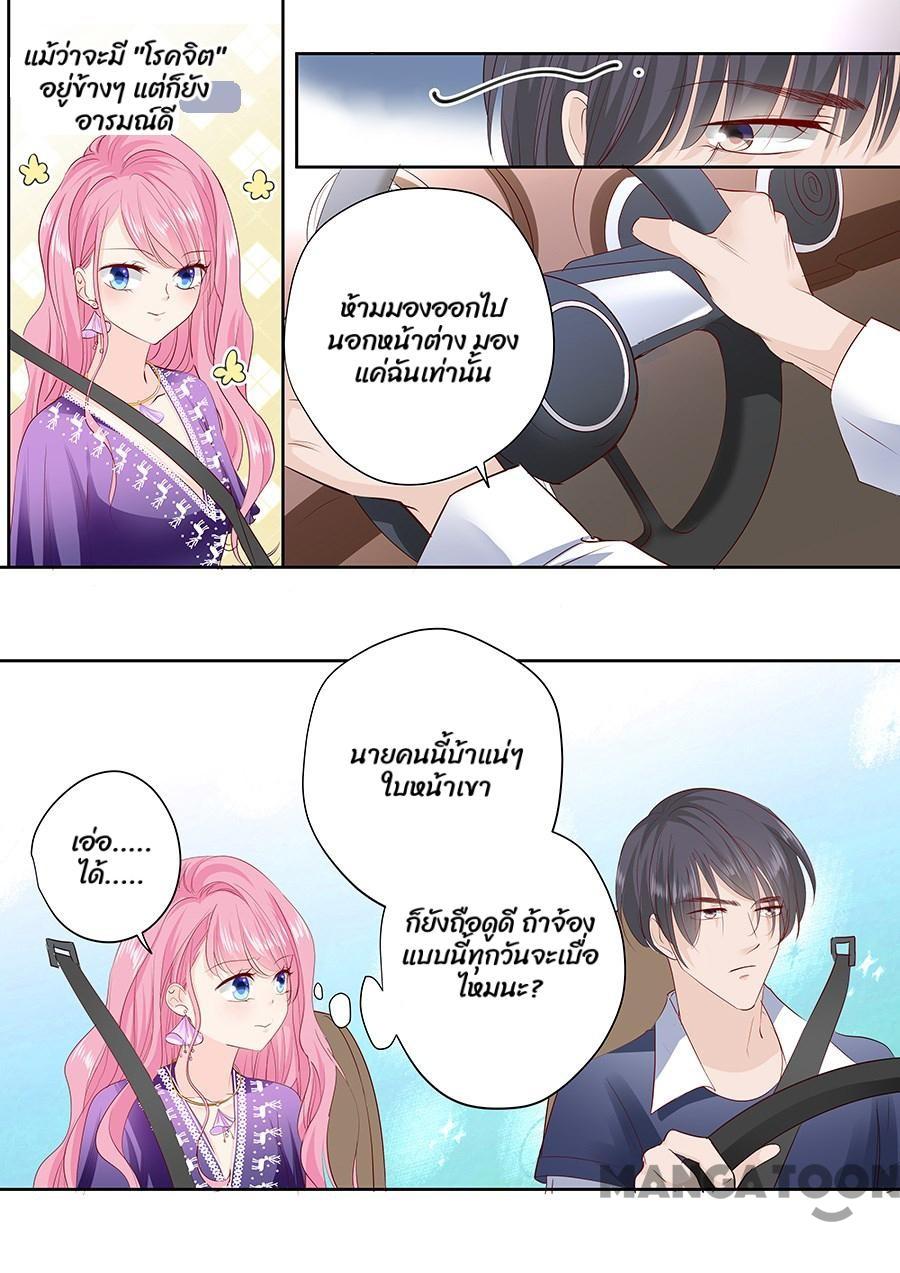 แม้ว่าจะมี "โรคจิต"
อยู่ข้างๆ แต่ก็ยัง
อารมณ์ดี
ห้ามมองออกไป
นอกหน้าต่าง มอง
แค่ฉันเท่านั้น
นายคนนี้บ้าแน่ๆ
ใบหน้าเขา
เอ่อ.....
ได้.....
ก็ยังถือดูดี ถ้าจ้อง
แบบนี้ทุกวันจะเบื่อ
ไหมนะ?
MANGATOON